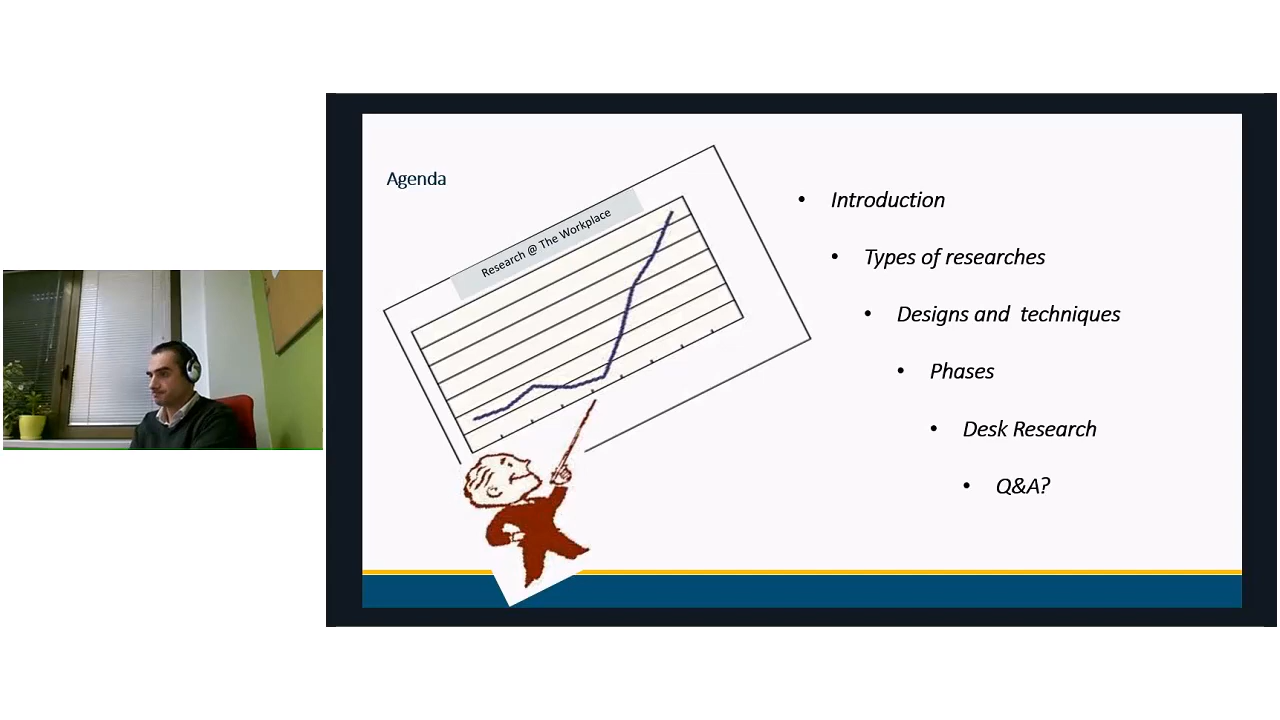 Agenda
Research @ The Workplace
• Introduction
• Types of researches
• Designs and  techniques
• Phases
• Desk Research
• Q&A?